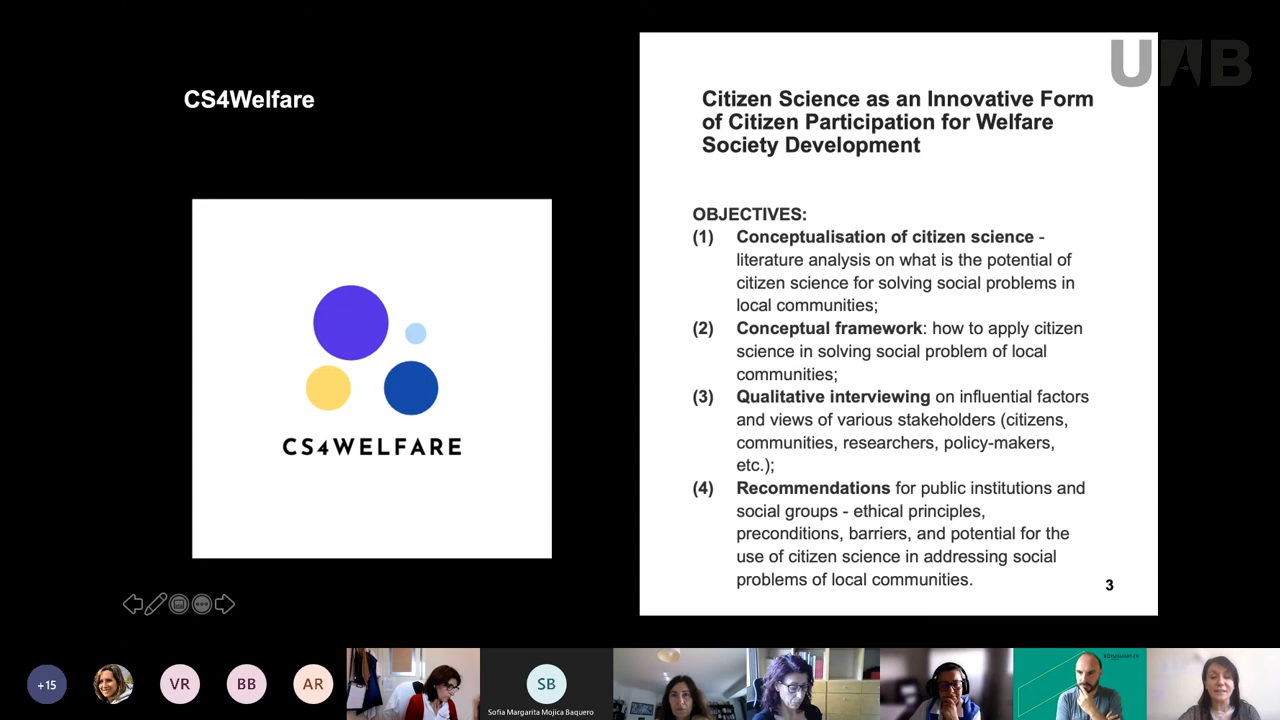 UAB
CS4Welfare
CS4WELFARE
Citizen Science as an Innovative Form
of Citizen Participation for Welfare
Society Development
OBJECTIVES:
(1) Conceptualisation of citizen science -
literature analysis on what is the potential of
citizen science for solving social problems in
local communities;
(2) Conceptual framework: how to apply citizen
science in solving social problem of local
communities;
(3) Qualitative interviewing on influential factors
and views of various stakeholders (citizens,
communities, researchers, policy-makers,
etc.);
(4) Recommendations for public institutions and
social groups - ethical principles,
preconditions, barriers, and potential for the
use of citizen science in addressing social
problems of local communities.
3
+15
VR
BB
AR
SB
Sofia Margarita Mojica Baquero